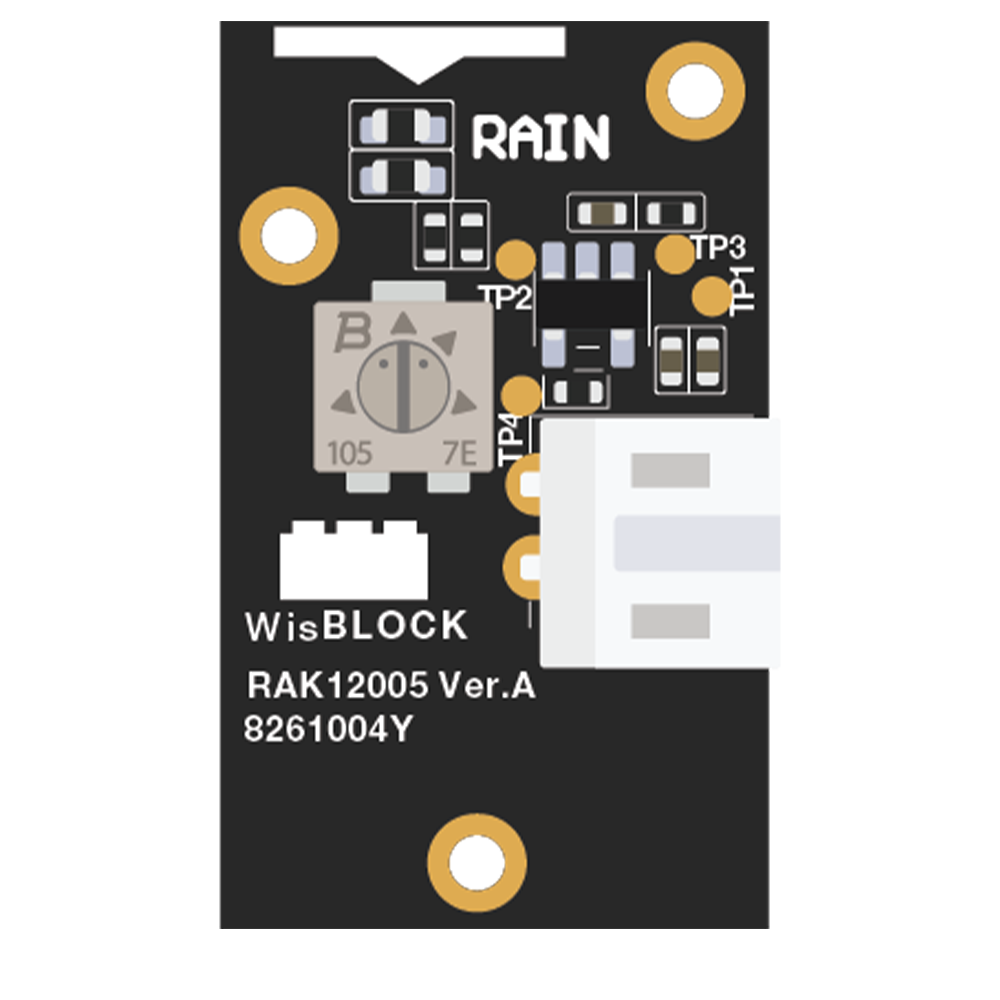 RAIN
TP3
TP1
TP2
B
105 7E
TP4
WisBLOCK
RAK12005 Ver.A
8261004Y